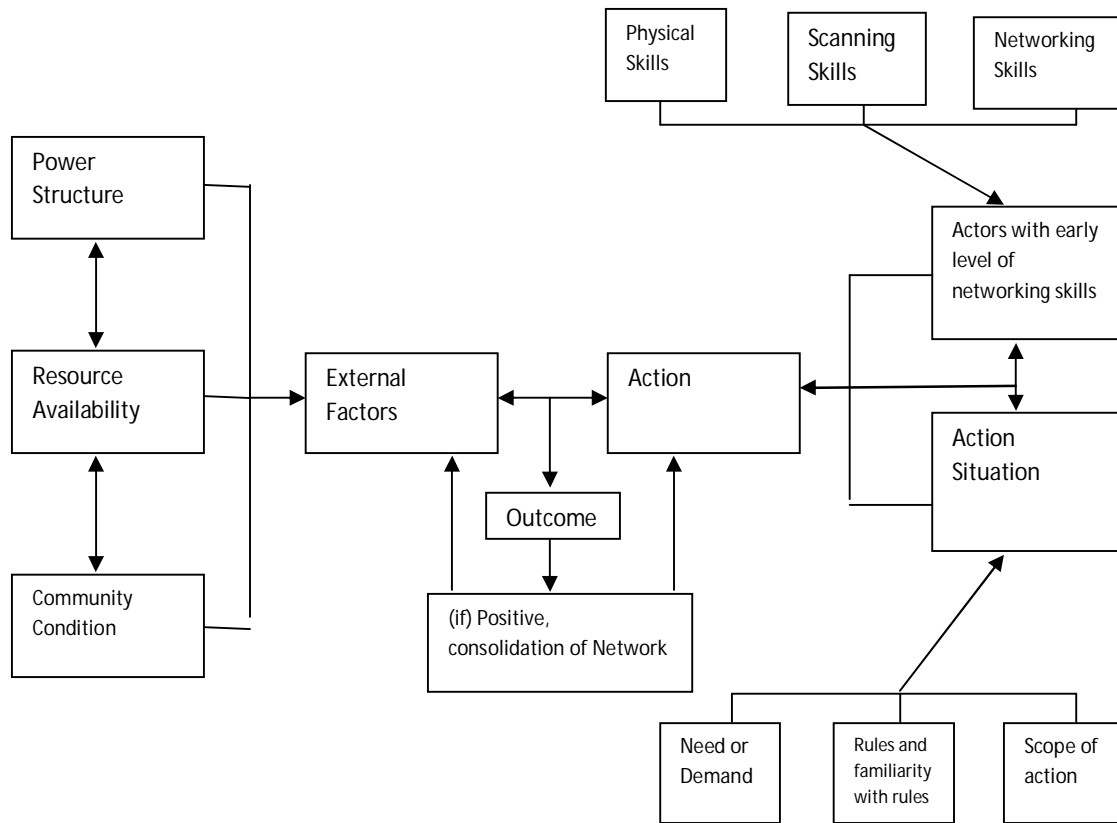 Physical
Skills
Scanning
Skills
Networking
Skills
Power
Structure
Actors with early
level of
networking skills
Resource
Availability
External
Factors
Action
Action
Situation
Outcome
Community
Condition
(if) Positive,
consolidation of Network
Need or
Demand
Rules and
familiarity
with rules
Scope of
action